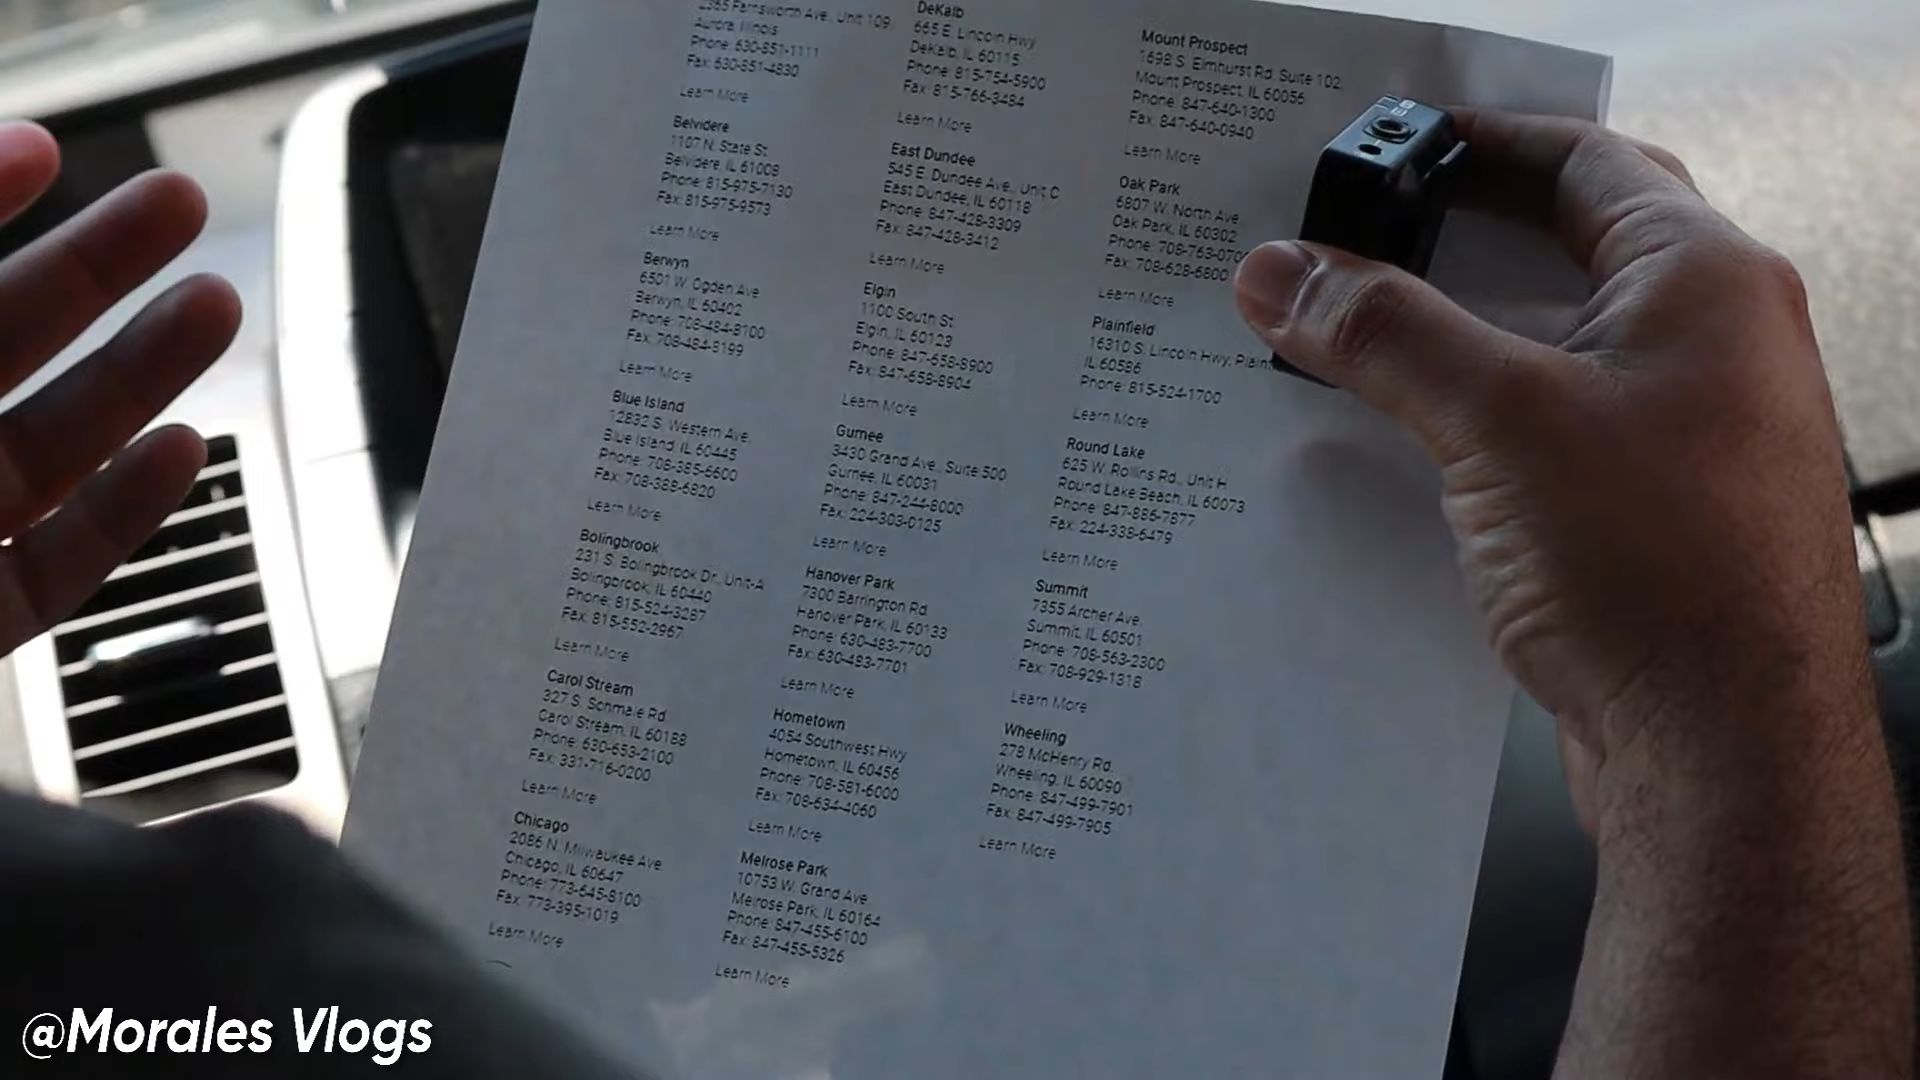 2365 Farnsworth Ave., Unit 109,
Aurora, Illinois
Phone: 630-851-1111
Fax: 630-851-4830
Learn More
Belvidere
1107 N. State St.
Belvidere, IL 61008
Phone: 815-975-7130
Fax: 815-975-9573
Learn More
Berwyn
6501 W. Ogden Ave
Berwyn, IL 60402
Phone: 708-484-8100
Fax: 708-484-8199
Learn More
Blue Island
12832 S. Western Ave.
Blue Island, IL 60445
Phone: 708-385-6600
Fax: 708-388-6820
Learn More
Bolingbrook
231 S. Bolingbrook Dr., Unit-A
Bolingbrook, IL 60440
Phone: 815-524-3287
Fax: 815-552-2967
Learn More
Carol Stream
327 S. Schmale Rd
Carol Stream, IL 60188
Phone: 630-653-2100
Fax: 331-716-0200
Learn More
Chicago
2086 N. Milwaukee Ave
Chicago, IL 60647
Phone: 773-645-8100
Fax: 773-395-1019
Learn More
DeKalb
665 E. Lincoln Hwy
DeKalb, IL 60115
Phone: 815-754-5900
Fax: 815-766-3484
Learn More
East Dundee
545 E. Dundee Ave., Unit C
East Dundee, IL 60118
Phone: 847-428-3309
Fax: 847-428-3412
Learn More
Elgin
1100 South St
Elgin, IL 60123
Phone: 847-658-8900
Fax: 847-658-8904
Learn More
Gurnee
3430 Grand Ave., Suite 500
Gurnee, IL 60031
Phone: 847-244-8000
Fax: 224-303-0125
Learn More
Hanover Park
7300 Barrington Rd
Hanover Park, IL 60133
Phone: 630-483-7700
Fax: 630-483-7701
Learn More
Hometown
4054 Southwest Hwy
Hometown, IL 60456
Phone: 708-581-6000
Fax: 708-634-4060
Learn More
Melrose Park
10753 W. Grand Ave
Melrose Park, IL 60164
Phone: 847-455-6100
Fax: 847-455-5326
Learn More
Mount Prospect
1698 S. Elmhurst Rd. Suite 102,
Mount Prospect, IL 60056
Phone: 847-640-1300
Fax: 847-640-0940
Learn More
Oak Park
6807 W. North Ave
Oak Park, IL 60302
Phone: 708-763-070
Fax: 708-628-6800
Learn More
Plainfield
16310 S. Lincoln Hwy, Plain
IL 60586
Phone: 815-524-1700
Learn More
Round Lake
625 W. Rollins Rd., Unit H
Round Lake Beach, IL 60073
Phone: 847-886-7877
Fax: 224-338-6479
Learn More
Summit
7355 Archer Ave
Summit, IL 60501
Phone: 708-563-2300
Fax: 708-929-1318
Learn More
Wheeling
278 McHenry Rd.
Wheeling, IL 60090
Phone: 847-499-7901
Fax: 847-499-7905
Learn More
@Morales Vlogs